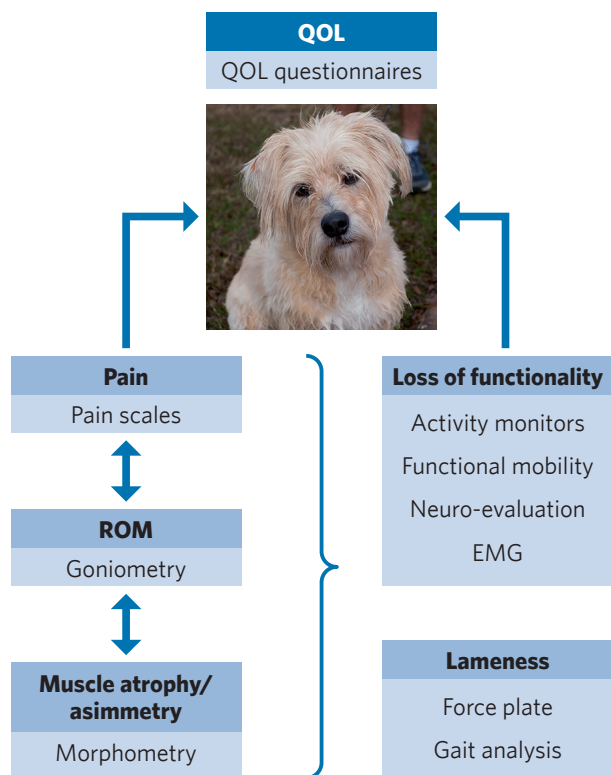 QOL
QOL questionnaires
Pain
Pain scales
ROM
Goniometry
Muscle atrophy/
asimmetry
Morphometry
Loss of functionality
Activity monitors
Functional mobility
Neuro-evaluation
EMG
Lameness
Force plate
Gait analysis